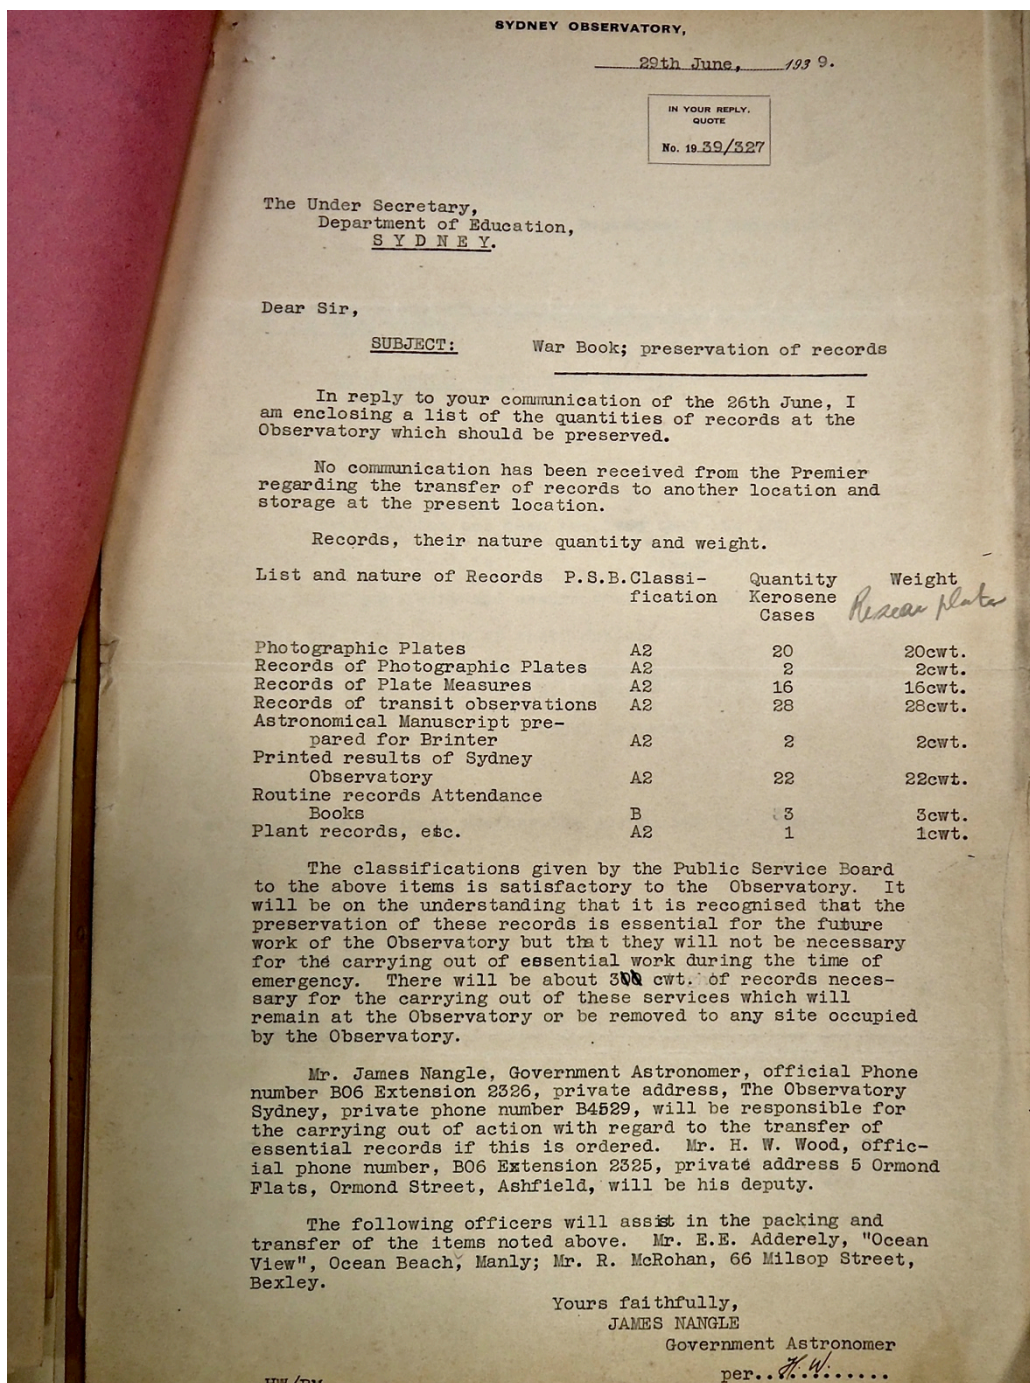 SYDNEY OBSERVATORY,
29th June, 1939.
IN YOUR REPLY,
QUOTE
No. 19 39/327
The Under Secretary,
Department of Education,
S Y D N E Y.
Dear Sir,
SUBJECT: War Book; preservation of records
In reply to your communication of the 26th June, I
am enclosing a list of the quantities of records at the
Observatory which should be preserved.
No communication has been received from the Premier
regarding the transfer of records to another location and
storage at the present location.
Records, their nature quantity and weight.
List and nature of Records P.S.B.Classi- Quantity Weight
fication Kerosene
Cases
plates
Photographic Plates A2 20 20cwt.
Records of Photographic Plates A2 2 2cwt.
Records of Plate Measures A2 16 16cwt.
Records of transit observations A2 28 28cwt.
Astronomical Manuscript pre-
pared for Brinter A2 2 2cwt.
Printed results of Sydney
Observatory A2 22 22cwt.
Routine records Attendance
Books B 3 3cwt.
Plant records, etc. A2 1 1cwt.
The classifications given by the Public Service Board
to the above items is satisfactory to the Observatory. It
will be on the understanding that it is recognised that the
preservation of these records is essential for the future
work of the Observatory but that they will not be necessary
for the carrying out of essential work during the time of
emergency. There will be about cwt. of records neces-
sary for the carrying out of these services which will
remain at the Observatory or be removed to any site occupied
by the Observatory.
Mr. James Nangle, Government Astronomer, official Phone
number B06 Extension 2326, private address, The Observatory
Sydney, private phone number B4529, will be responsible for
the carrying out of action with regard to the transfer of
essential records if this is ordered. Mr. H. W. Wood, offic-
ial phone number, B06 Extension 2325, private address 5 Ormond
Flats, Ormond Street, Ashfield, will be his deputy.
The following officers will assist in the packing and
transfer of the items noted above. Mr. E.E. Adderely, "Ocean
View", Ocean Beach, Manly; Mr. R. McRohan, 66 Milsop Street,
Bexley.
Yours faithfully,
JAMES NANGLE
Government Astronomer
per..H.W.......